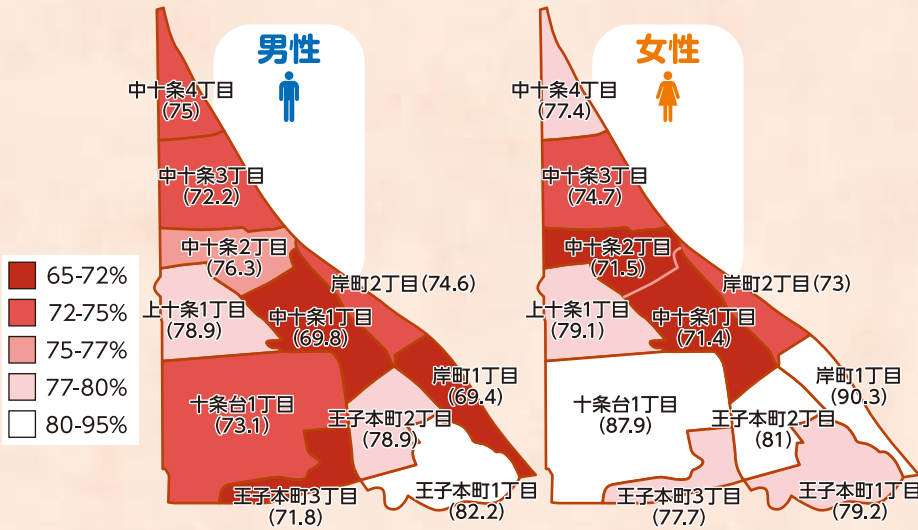 男性
中十条4丁目
(75)
中十条3丁目
(72.2)
中十条2丁目
(76.3)
岸町2丁目(74.6)
上十条1丁目
(78.9)
中十条1丁目
(69.8)
岸町1丁目
(69.4)
十条台1丁目
(73.1)
王子本町2丁目
(78.9)
王子本町3丁目
(71.8)
王子本町1丁目
(82.2)
女性
中十条4丁目
(77.4)
中十条3丁目
(74.7)
中十条2丁目
(71.5)
岸町2丁目(73)
上十条1丁目
(79.1)
中十条1丁目
(71.4)
岸町1丁目
(90.3)
十条台1丁目
(87.9)
王子本町2丁目
(81)
王子本町3丁目
(77.7)
王子本町1丁目
(79.2)
65-72%
72-75%
75-77%
77-80%
80-95%